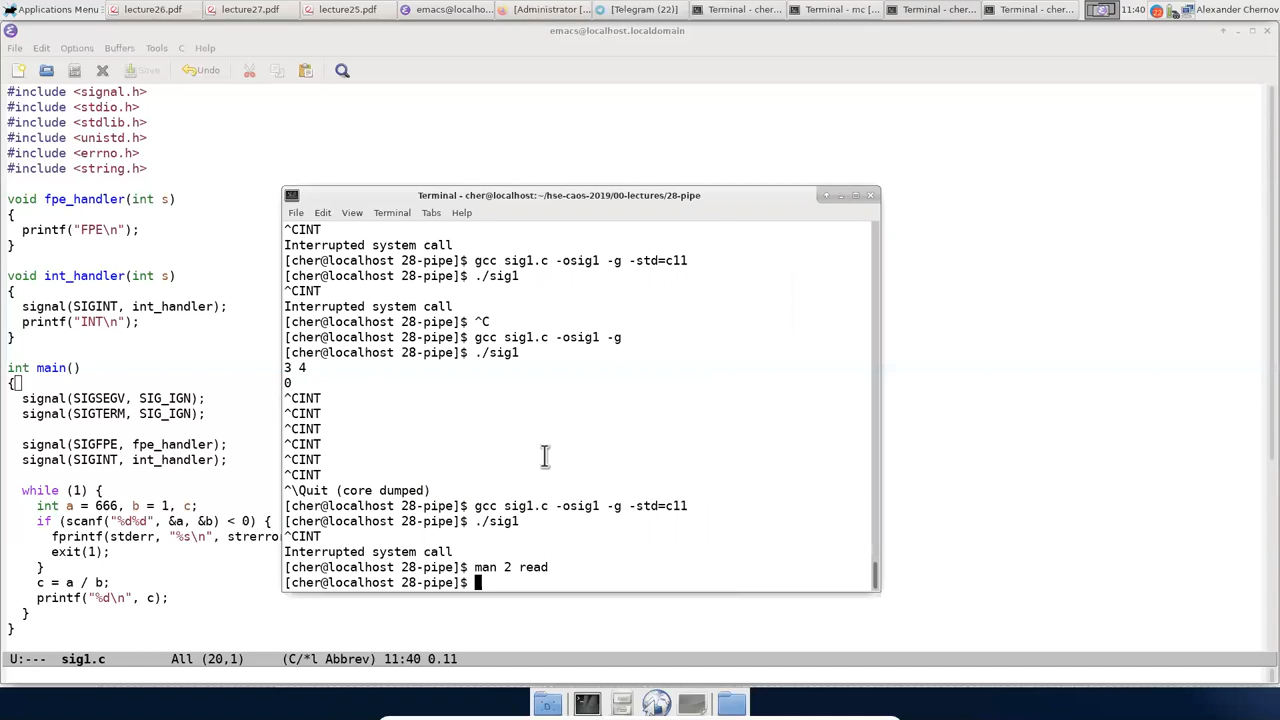 Applications Menu
lecture26.pdf
lecture27.pdf
lecture25.pdf
emacs@localho...
[Administrator [...
[Telegram (22)]
Terminal - cher...
Terminal - mc [...
Terminal - cher...
Terminal - cher...
11:40
22
Alexander Chernov
emacs@localhost.localdomain
File Edit Options Buffers Tools C Help
Save
Undo
#include <signal.h>
#include <stdio.h>
#include <stdlib.h>
#include <unistd.h>
#include <errno.h>
#include <string.h>
void fpe_handler(int s)
{
printf("FPE\n");
}
void int_handler(int s)
{
signal(SIGINT, int_handler);
printf("INT\n");
}
int main()
{
signal(SIGSEGV, SIG_IGN);
signal(SIGTERM, SIG_IGN);
signal(SIGFPE, fpe_handler);
signal(SIGINT, int_handler);
while (1) {
int a = 666, b = 1, c;
if (scanf("%d%d", &a, &b) < 0) {
fprintf(stderr, "%s\n", strerro
exit(1);
}
c = a / b;
printf("%d\n", c);
}
}
U:--- sig1.c All (20,1) (C/*l Abbrev) 11:40 0.11
Terminal - cher@localhost:~/hse-caos-2019/00-lectures/28-pipe
File Edit View Terminal Tabs Help
^CINT
Interrupted system call
[cher@localhost 28-pipe]$ gcc sig1.c -osig1 -g -std=c11
[cher@localhost 28-pipe]$ ./sig1
^CINT
Interrupted system call
[cher@localhost 28-pipe]$ ^C
[cher@localhost 28-pipe]$ gcc sig1.c -osig1 -g
[cher@localhost 28-pipe]$ ./sig1
3 4
0
^CINT
^CINT
^CINT
^CINT
^CINT
^CINT
^\Quit (core dumped)
[cher@localhost 28-pipe]$ gcc sig1.c -osig1 -g -std=c11
[cher@localhost 28-pipe]$ ./sig1
^CINT
Interrupted system call
[cher@localhost 28-pipe]$ man 2 read
[cher@localhost 28-pipe]$